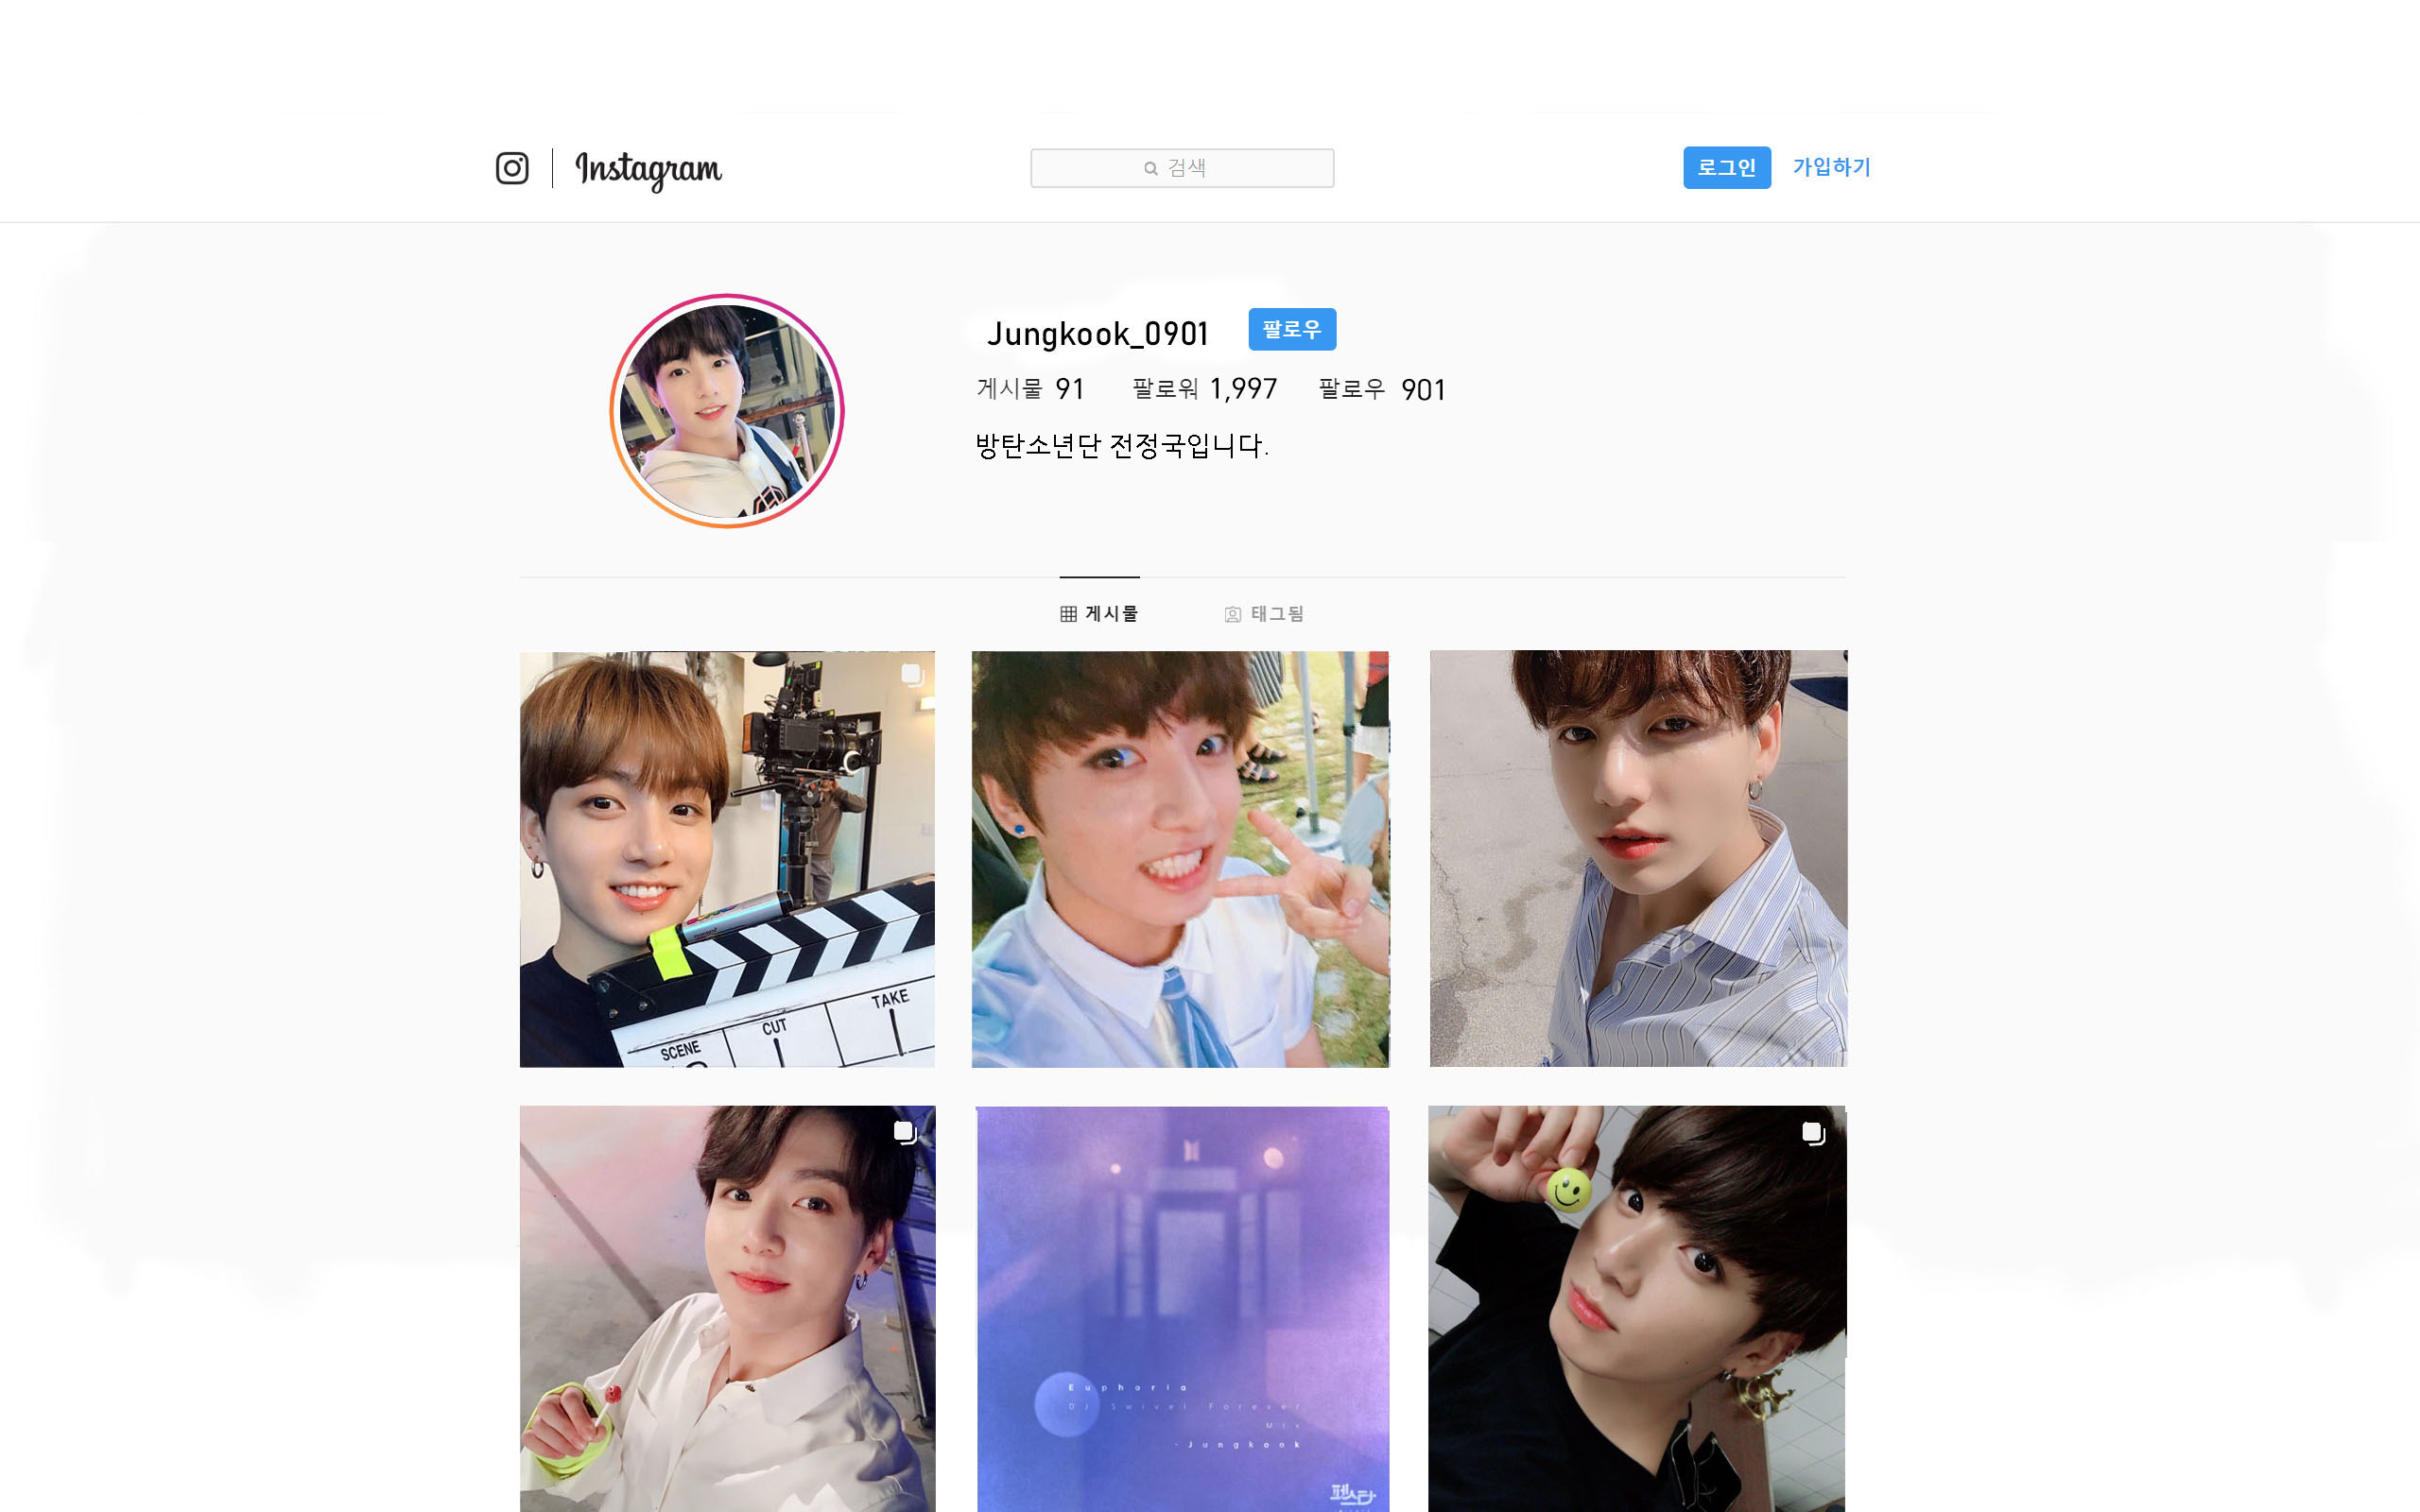 Instagram
검색
로그인 가입하기
Jungkook_0901 팔로우
게시물 91 팔로워 1,997 팔로우 901
방탄소년단 전정국입니다.
게시물 태그됨
SCENE CUT TAKE
Euphoria
DJ Swivel Forever
Mix
- Jungkook
페스타